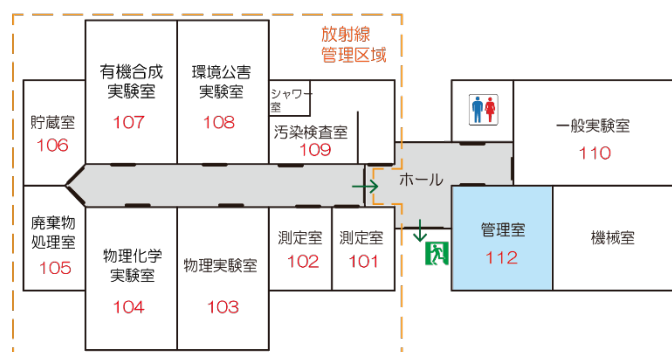 放射線
管理区域
有機合成
実験室
107
環境公害
実験室
108
シャワー
室
汚染検査室
109
貯蔵室
106
一般実験室
110
ホール
廃棄物
処理室
105
物理化学
実験室
104
物理実験室
103
測定室
102
測定室
101
管理室
112
機械室